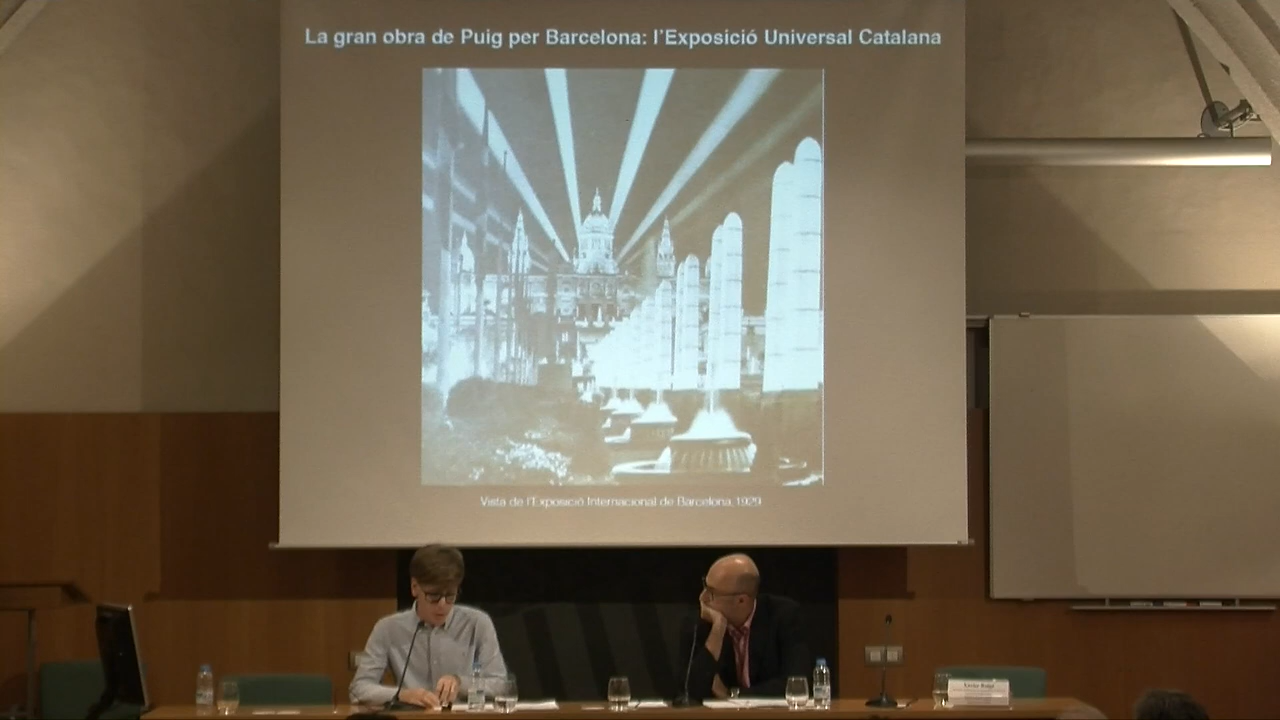 La gran obra de Puig per Barcelona: l'Exposició Universal Catalana
Vista de l'Exposició Internacional de Barcelona, 1929